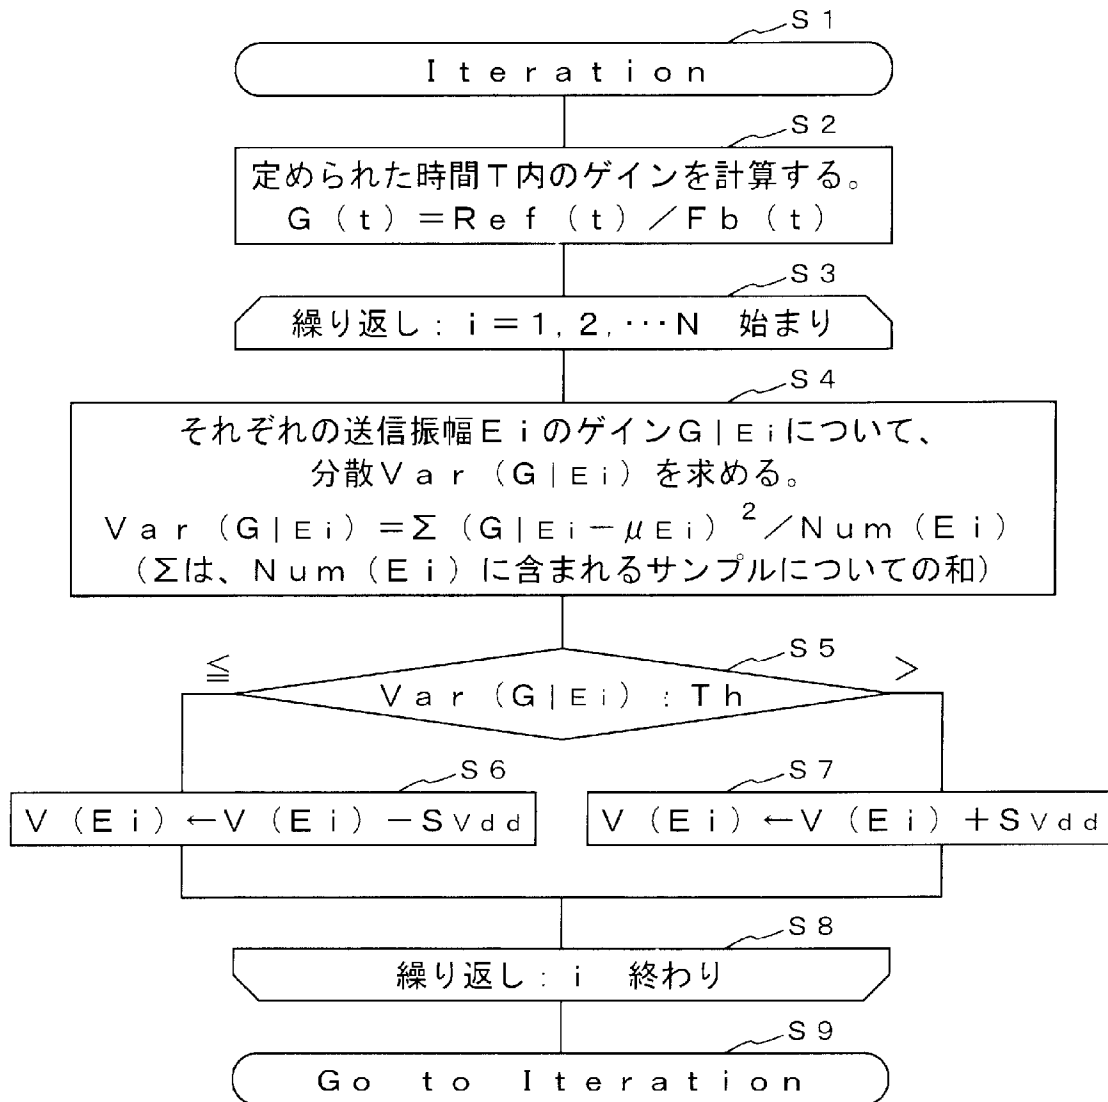 S1
Iteration
S2
定められた時間T内のゲインを計算する。
G(t)=Ref(t)/Fb(t)
S3
繰り返し:i=1,2,…N 始まり
S4
それぞれの送信振幅EiのゲインG|Eiについて、
分散Var(G|Ei)を求める。
Var(G|Ei)=Σ(G|Ei-μEi)²/Num(Ei)
(Σは、Num(Ei)に含まれるサンプルについての和)
S5
≦
Var(G|Ei):Th
>
S6
V(Ei)←V(Ei)-SVdd
S7
V(Ei)←V(Ei)+SVdd
S8
繰り返し:i 終わり
S9
Go to Iteration